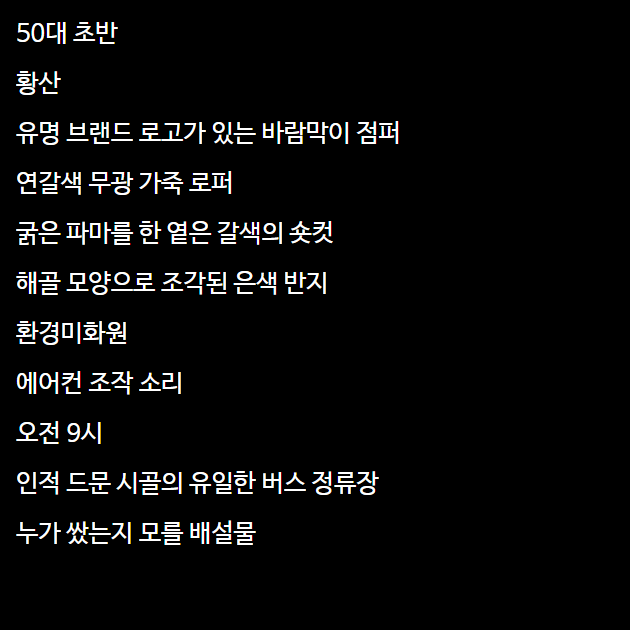 50대 초반
황산
유명 브랜드 로고가 있는 바람막이 점퍼
연갈색 무광 가죽 로퍼
굵은 파마를 한 옅은 갈색의 숏컷
해골 모양으로 조각된 은색 반지
환경미화원
에어컨 조작 소리
오전 9시
인적 드문 시골의 유일한 버스 정류장
누가 쌌는지 모를 배설물